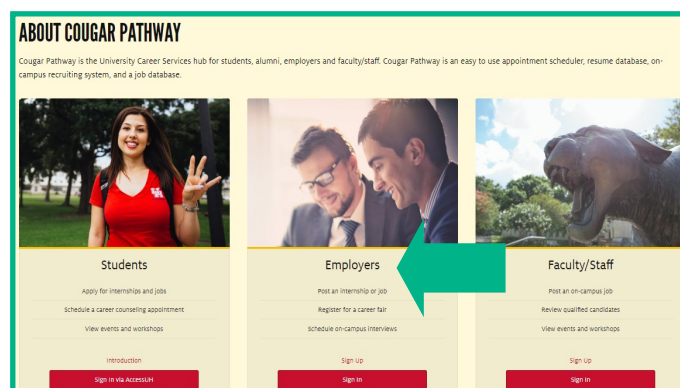 ABOUT COUGAR PATHWAY
Cougar Pathway is the University Career Services hub for students, alumni, employers and faculty/staff. Cougar Pathway is an easy to use appointment scheduler, resume database, on-
campus recruiting system, and a job database.
Students
Apply for internships and jobs
Schedule a career counseling appointment
View events and workshops
Introduction
Sign in via AccessUH
Employers
Post an internship or job
Register for a career fair
Schedule on-campus interviews
Sign Up
Sign in
Faculty/Staff
Post an on-campus job
Review qualified candidates
View events and workshops
Sign Up
Sign in